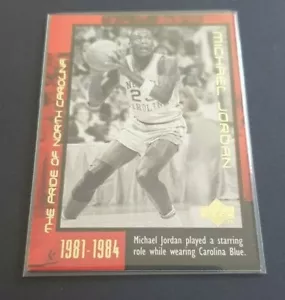 THE PRIDE OF NORTH CAROLINA
MICHAEL JORDAN
1981-1984
Michael Jordan played a starring
role while wearing Carolina Blue.